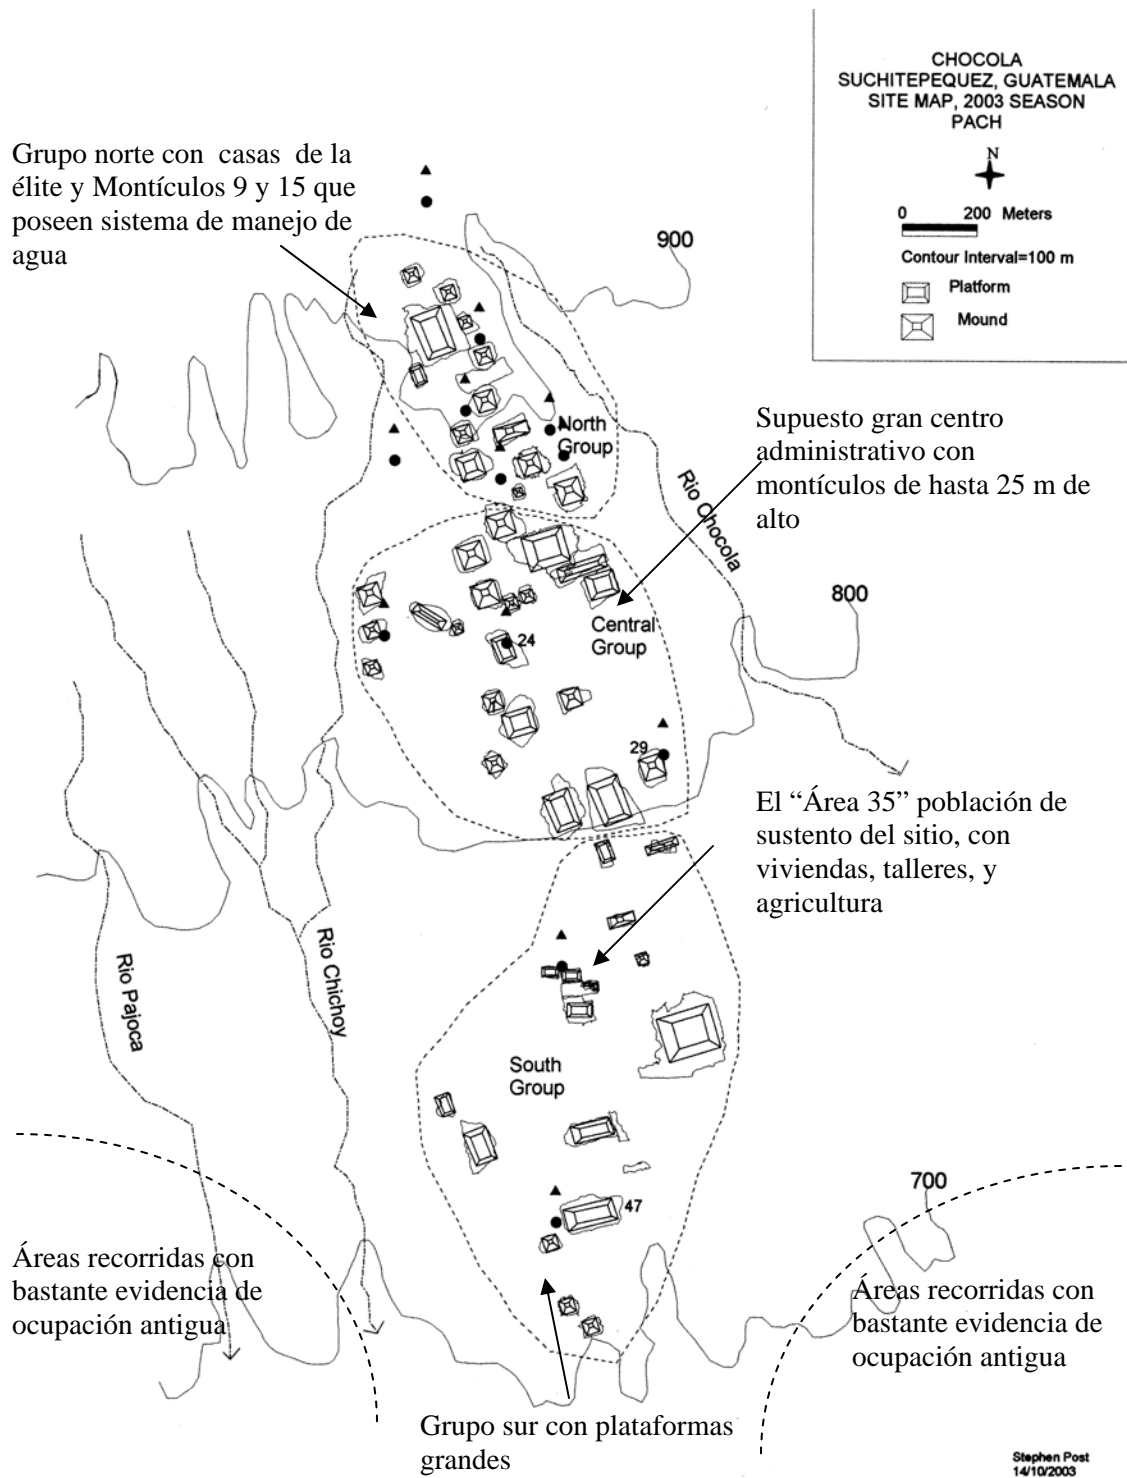 CHOCOLA
SUCHITEPEQUEZ, GUATEMALA
SITE MAP, 2003 SEASON
PACH
N
0 200 Meters
Contour Interval=100 m
Platform
Mound
Grupo norte con casas de la
élite y Montículos 9 y 15 que
poseen sistema de manejo de
agua
900
North
Group
Supuesto gran centro
administrativo con
montículos de hasta 25 m de
alto
Rio Chocola
800
Central
Group
24
29
El “Área 35” población de
sustento del sitio, con
viviendas, talleres, y
agricultura
Rio Pajoca
Rio Chichoy
South
Group
700
47
Áreas recorridas con
bastante evidencia de
ocupación antigua
Áreas recorridas con
bastante evidencia de
ocupación antigua
Grupo sur con plataformas
grandes
Stephen Post
14/10/2003